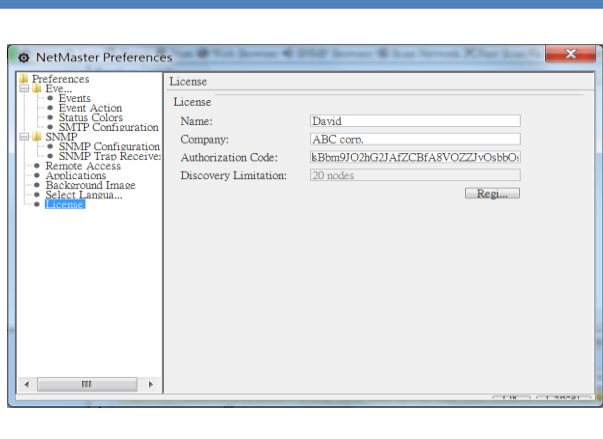 NetMaster Preferences
Preferences
Eve...
Events
Event Action
Status Colors
SMTP Configuration
SNMP
SNMP Configuration
SNMP Trap Receive
Remote Access
Applications
Background Image
Select Langua...
License
License
License
Name: David
Company: ABC corp.
Authorization Code:
Discovery Limitation: 20 nodes
Regi...